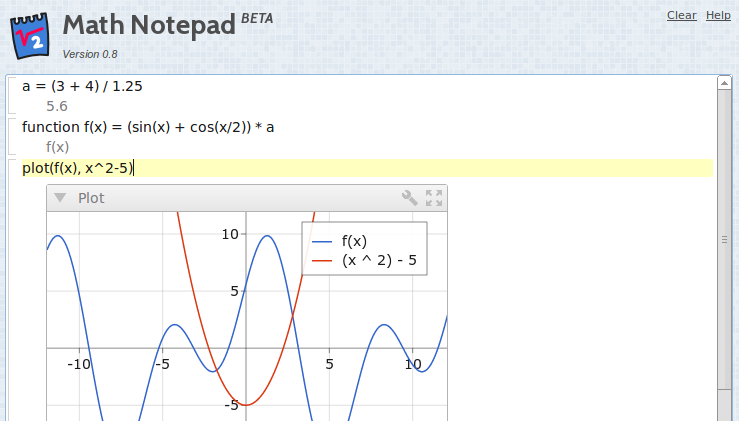 Math Notepad BETA
Clear Help
Version 0.8
√2
a = (3 + 4) / 1.25
5.6
function f(x) = (sin(x) + cos(x/2)) * a
f(x)
plot(f(x), x^2-5)
Plot
10
f(x)
(x ^ 2) - 5
5
-10 -5 5 10
-5